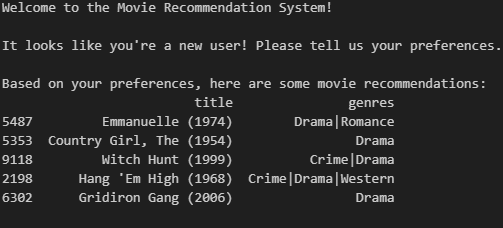 Welcome to the Movie Recommendation System!
It looks like you're a new user! Please tell us your preferences.
Based on your preferences, here are some movie recommendations:
title genres
5487 Emmanuelle (1974) Drama|Romance
5353 Country Girl, The (1954) Drama
9118 Witch Hunt (1999) Crime|Drama
2198 Hang 'Em High (1968) Crime|Drama|Western
6302 Gridiron Gang (2006) Drama